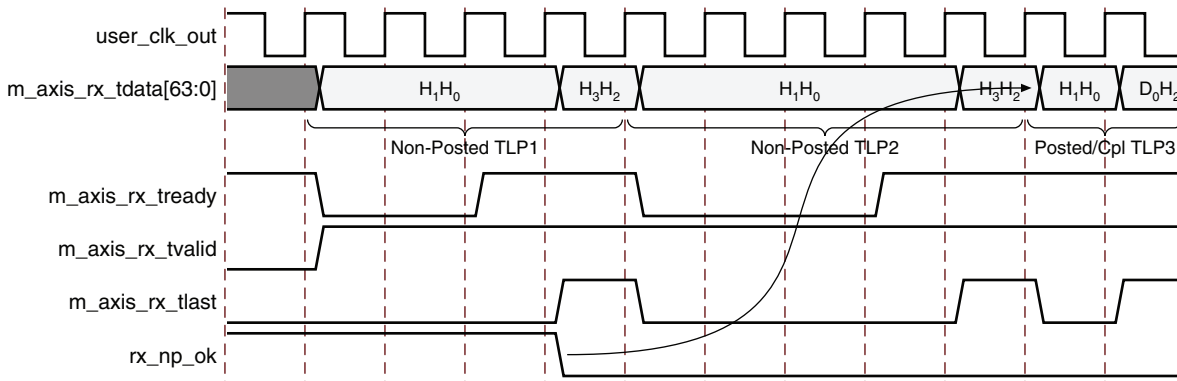 user_clk_out
m_axis_rx_tdata[63:0] H₁H₀ H₃H₂ H₁H₀ H₃H₂ H₁H₀ D₀H₂
Non-Posted TLP1 Non-Posted TLP2 Posted/Cpl TLP3
m_axis_rx_tready
m_axis_rx_tvalid
m_axis_rx_tlast
rx_np_ok